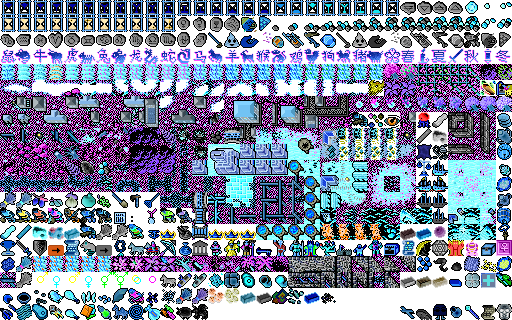 鼠 牛 虎 兔 龙 蛇 马 羊 猴 鸡 狗 猪 春 夏 秋 冬